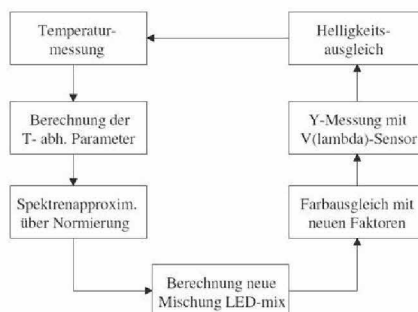 Temperatur-
messung
Helligkeits-
ausgleich
Berechnung der
T- abh. Parameter
Y-Messung mit
V(lambda)-Sensor
Spektrenapproxim.
über Normierung
Farbausgleich mit
neuen Faktoren
Berechnung neue
Mischung LED-mix